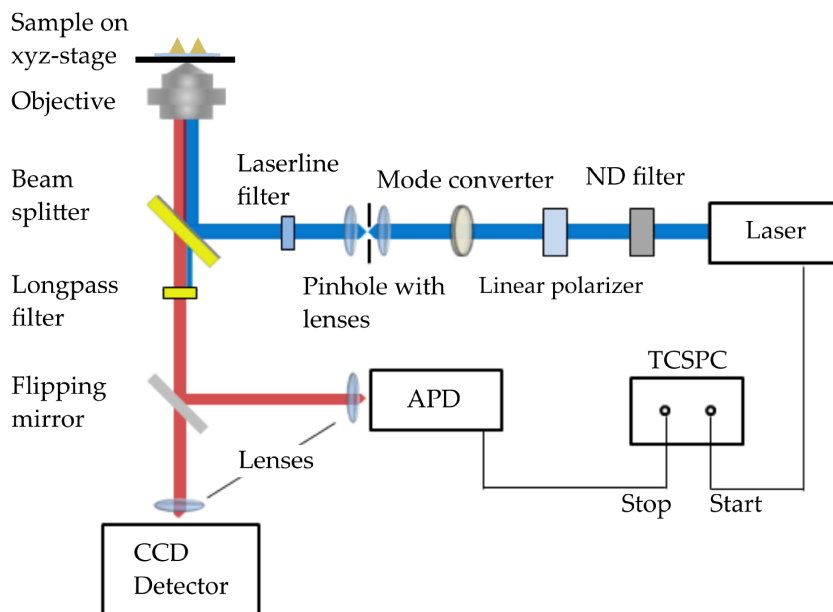 Sample on
xyz-stage
Objective
Beam
splitter
Laserline
filter
Mode converter
ND filter
Laser
Longpass
filter
Pinhole with
lenses
Linear polarizer
Flipping
mirror
APD
TCSPC
Lenses
Stop
Start
CCD
Detector